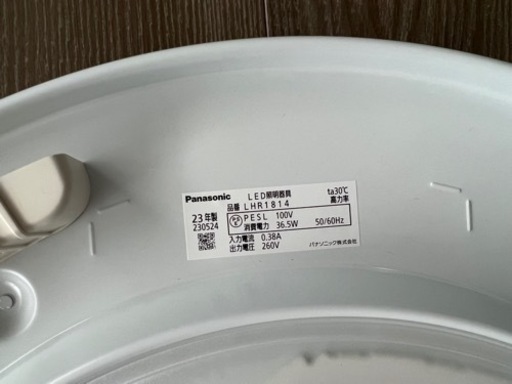 Panasonic LED照明器具 ta30℃
品番 LHR1814 高力率
23年製 PSE PESL 100V 50/60Hz
230524 消費電力 36.5W
入力電流 0.38A
出力電圧 260V パナソニック株式会社